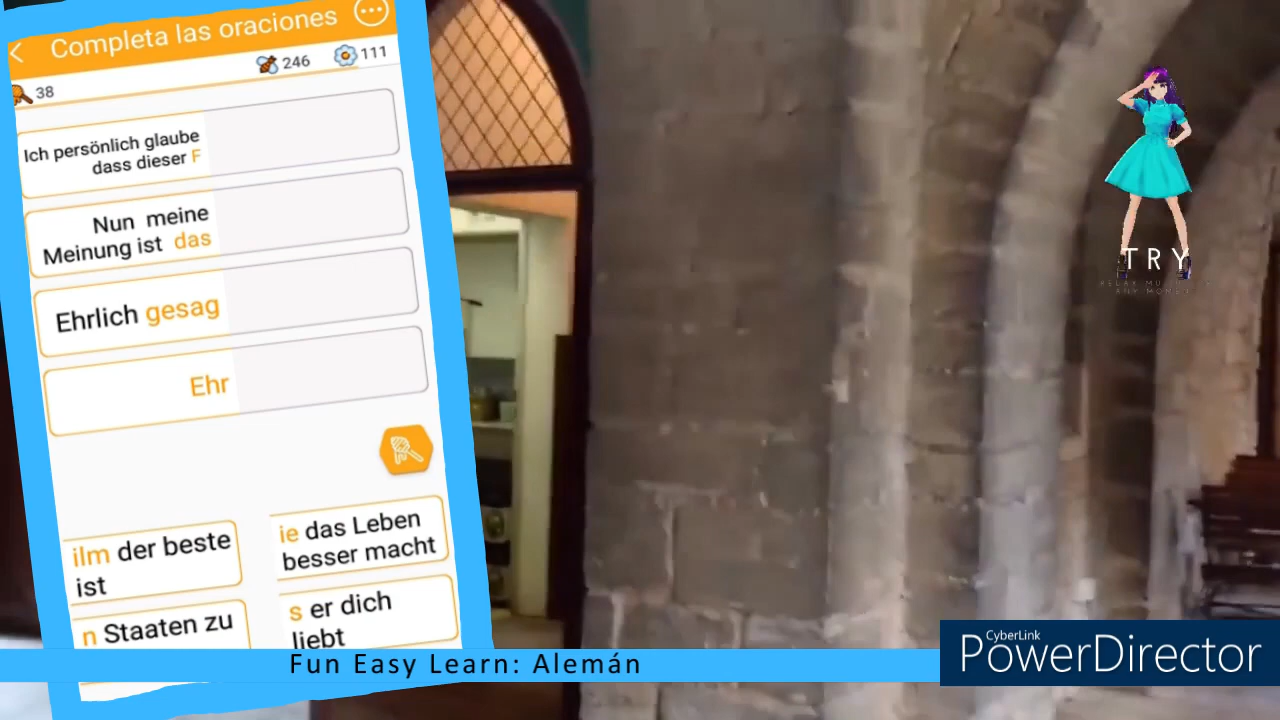 Completa las oraciones
246
111
38
Ich persönlich glaube
dass dieser F
Nun meine
Meinung ist das
Ehrlich gesag
Ehr
ilm der beste
ist
ie das Leben
besser macht
n Staaten zu
s er dich
liebt
TRY
Fun Easy Learn: Alemán
CyberLink
PowerDirector